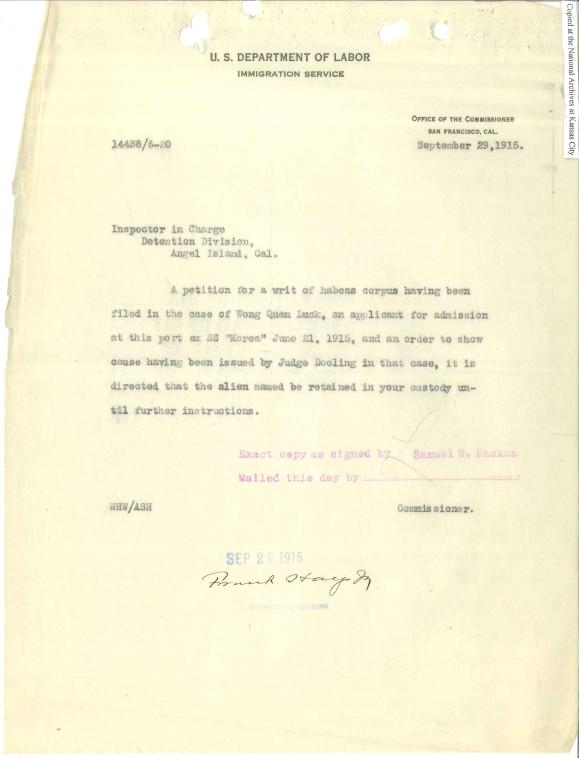 U. S. DEPARTMENT OF LABOR
IMMIGRATION SERVICE
OFFICE OF THE COMMISSIONER
SAN FRANCISCO, CAL.
14438/6-20
September 29,1915.
Inspector in Charge
Detention Division,
Angel Island, Cal.
A petition for a writ of habeas corpus having been
filed in the case of Wong Quen Luck, an applicant for admission
at this port ex SS "Korea" June 21, 1915, and an order to show
cause having been issued by Judge Dooling in that case, it is
directed that the alien named be retained in your custody un-
til further instructions.
Exact copy as signed by Samuel W. Backus
Mailed this day by
WHW/ASH
Commissioner.
SEP 29 1915
Frank Hays Jr
Copied at the National Archives at Kansas City